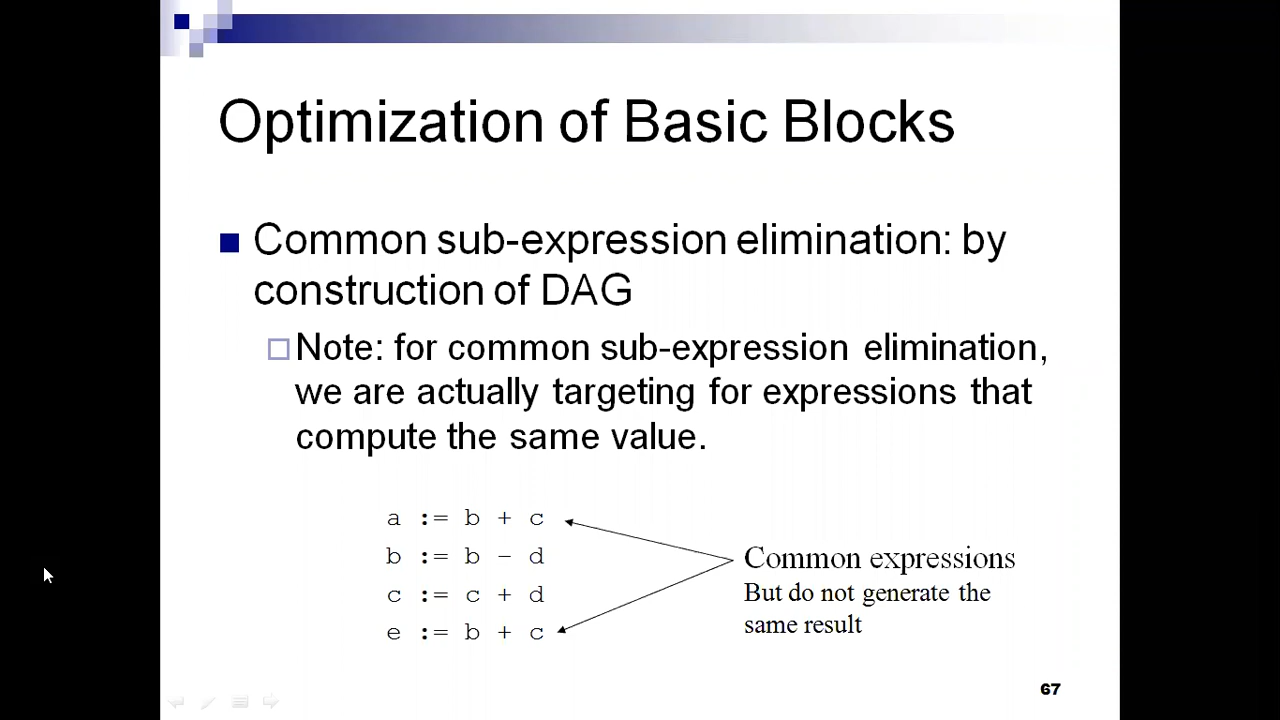 Optimization of Basic Blocks
Common sub-expression elimination: by
construction of DAG
Note: for common sub-expression elimination,
we are actually targeting for expressions that
compute the same value.
a := b + c
b := b - d
c := c + d
e := b + c
Common expressions
But do not generate the
same result
67